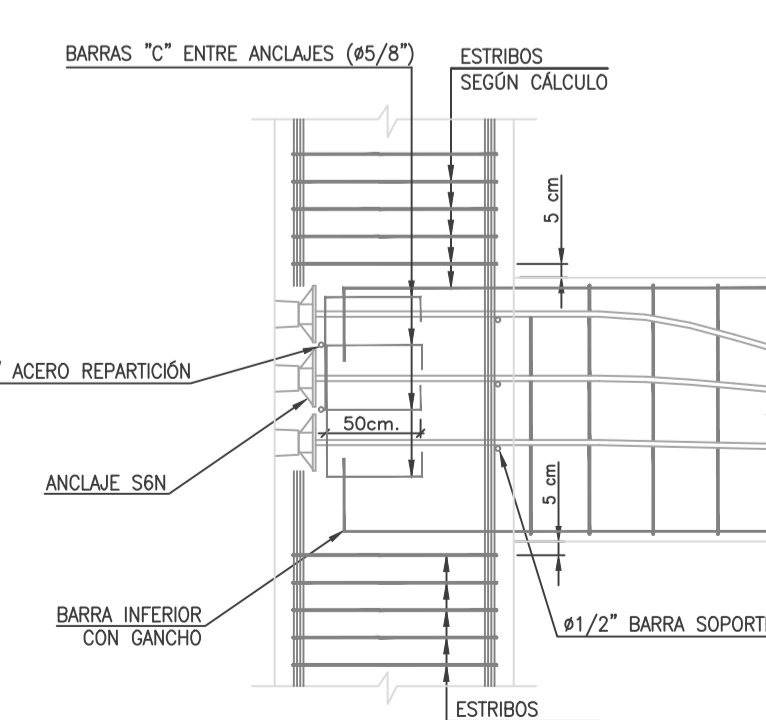 BARRAS "C" ENTRE ANCLAJES (ø5/8")
ESTRIBOS
SEGÚN CÁLCULO
5 cm
ACERO REPARTICIÓN
50cm.
ANCLAJE S6N
5 cm
BARRA INFERIOR
CON GANCHO
ø1/2" BARRA
ESTRIBOS